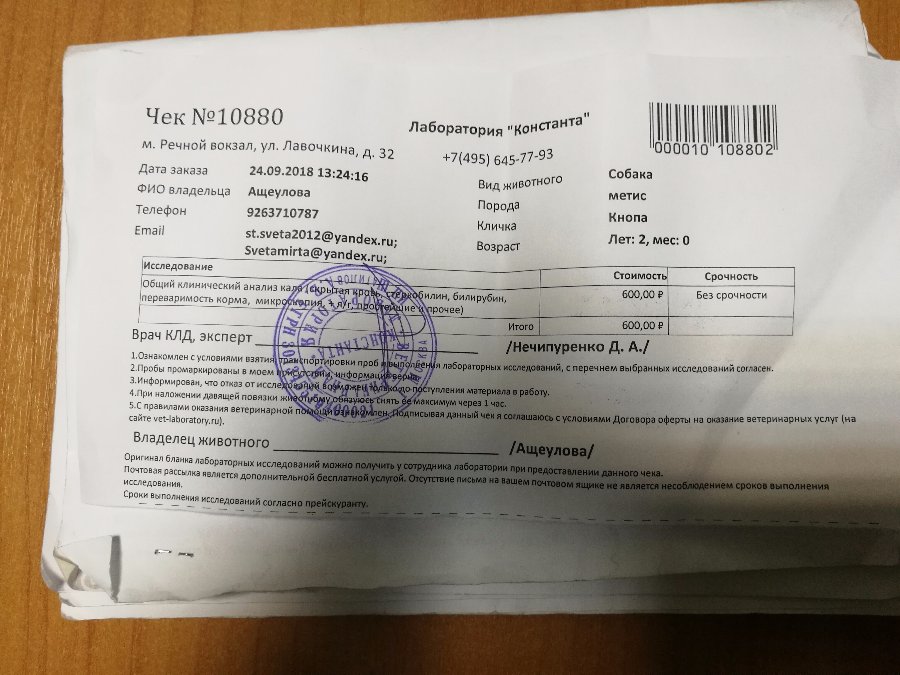 Чек №10880
Лаборатория "Константа"
000010 108802
м. Речной вокзал, ул. Лавочкина, д. 32
+7(495) 645-77-93
Дата заказа 24.09.2018 13:24:16
Вид животного Собака
ФИО владельца Ащеулова
Порода метис
Телефон 9263710787
Кличка Кнопа
Email st.sveta2012@yandex.ru;
Возраст Лет: 2, мес: 0
Svetamirta@yandex.ru;
Исследование Стоимость Срочность
Общий клинический анализ кала (скрытая кровь, стеркобилин, билирубин, 600,00 ₽ Без срочности
переваримость корма, микроскопия, + я/г, простейшие и прочее)
Итого 600,00 ₽
Врач КЛД, эксперт /Нечипуренко Д. А./
1.Ознакомлен с условиями взятия, транспортировки проб и выполнения лабораторных исследований, с перечнем выбранных исследований согласен.
2.Пробы промаркированы в моем присутствии, информация верна.
3.Информирован, что отказ от исследований возможен только до поступления материала в работу.
4.При наложении давящей повязки животному обязуюсь снять ее максимум через 1 час.
5.С правилами оказания ветеринарной помощи ознакомлен. Подписывая данный чек я соглашаюсь с условиями Договора оферты на оказание ветеринарных услуг (на
сайте vet-laboratory.ru).
Владелец животного /Ащеулова/
Оригинал бланка лабораторных исследований можно получить у сотрудника лаборатории при предоставлении данного чека.
Почтовая рассылка является дополнительной бесплатной услугой. Отсутствие письма на вашем почтовом ящике не является несоблюдением сроков выполнения
исследования.
Сроки выполнения исследований согласно прейскуранту.
КОНСТАНТА
МОСКВА